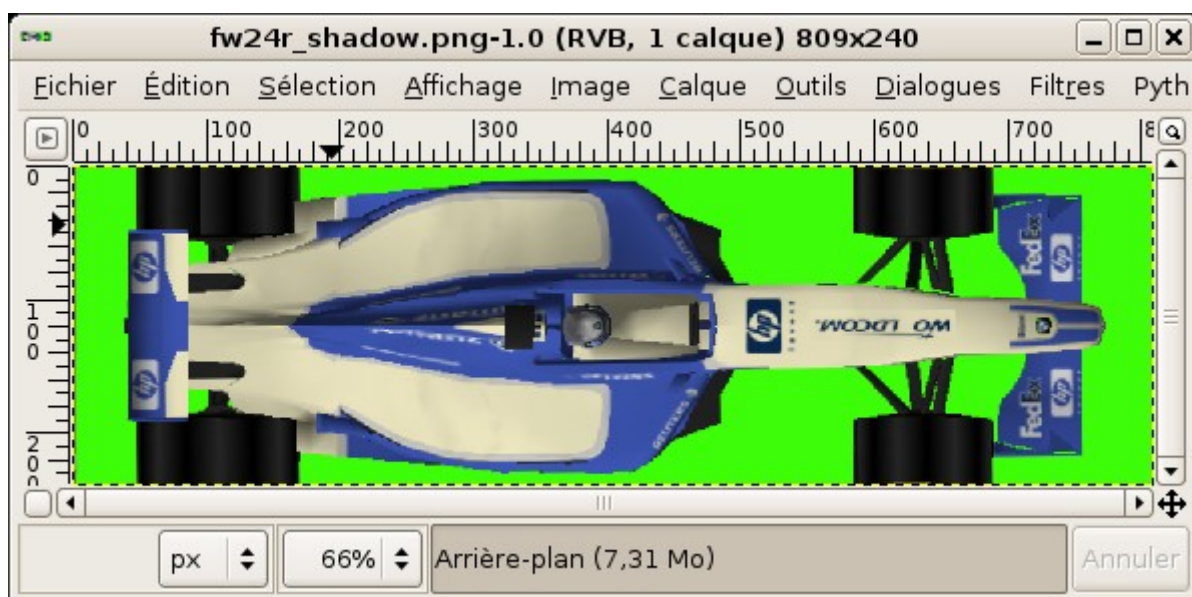 fw24r_shadow.png-1.0 (RVB, 1 calque) 809x240
Fichier Édition Sélection Affichage Image Calque Outils Dialogues Filtres Pyth
0 100 200 300 400 500 600 700 8
0
100
200
hp
hp
hp
FedEx
hp
FedEx
hp
REUTERS
px 66% Arrière-plan (7,31 Mo) Annuler